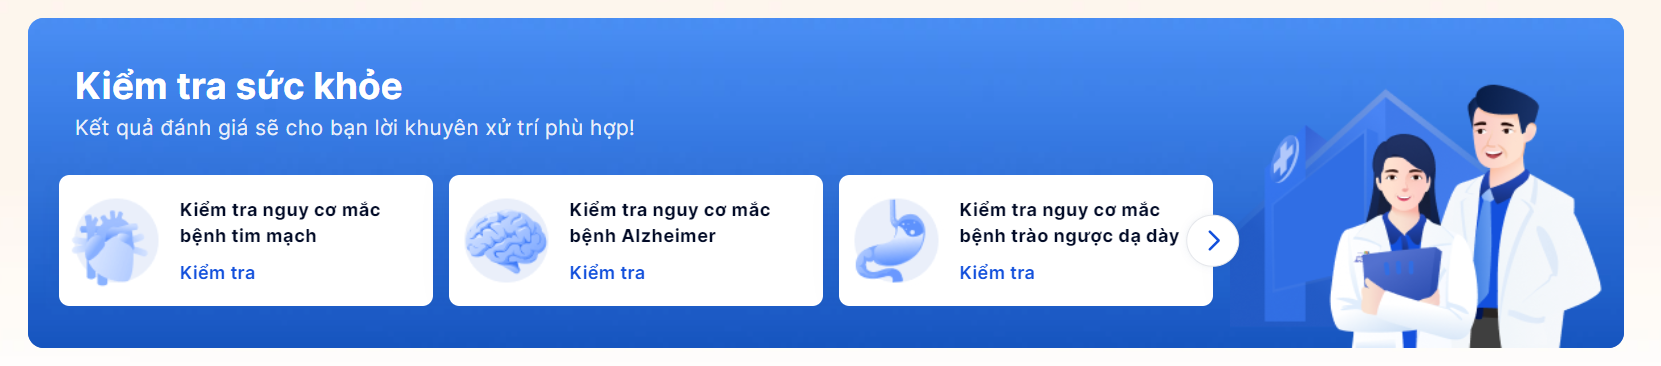 Kiểm tra sức khỏe
Kết quả đánh giá sẽ cho bạn lời khuyên xử trí phù hợp!
Kiểm tra nguy cơ mắc
bệnh tim mạch
Kiểm tra
Kiểm tra nguy cơ mắc
bệnh Alzheimer
Kiểm tra
Kiểm tra nguy cơ mắc
bệnh trào ngược dạ dày
Kiểm tra